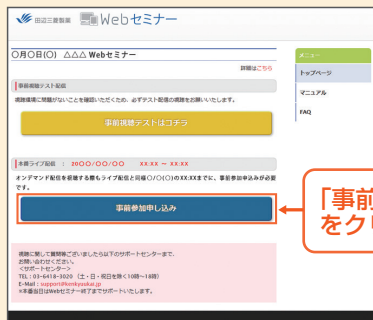 田辺三菱製薬 Webセミナー
〇月〇日(〇) △△△ Webセミナー
詳細はこちら
事前視聴テスト配信
視聴環境に問題がないことを確認いただくため、必ずテスト配信の視聴をお願いいたします。
事前視聴テストはコチラ
本番ライブ配信 : 20〇〇/〇〇/〇〇 XX:XX ~ XX:XX
オンデマンド配信を視聴する際もライブ配信と同様〇/〇(〇)のXX:XXまでに、事前参加申込みが必要
です。
事前参加申し込み
視聴に関して質問等ございましたら以下のサポートセンターまで、
お問い合わせください。
<サポートセンター>
TEL:03-6418-3020 (土・日・祝日を除く10時~18時)
E-Mail:support@kenkyuukai.jp
※本番当日はWebセミナー終了までサポートいたします。
メニュー
トップページ
マニュアル
FAQ
「事前
をク